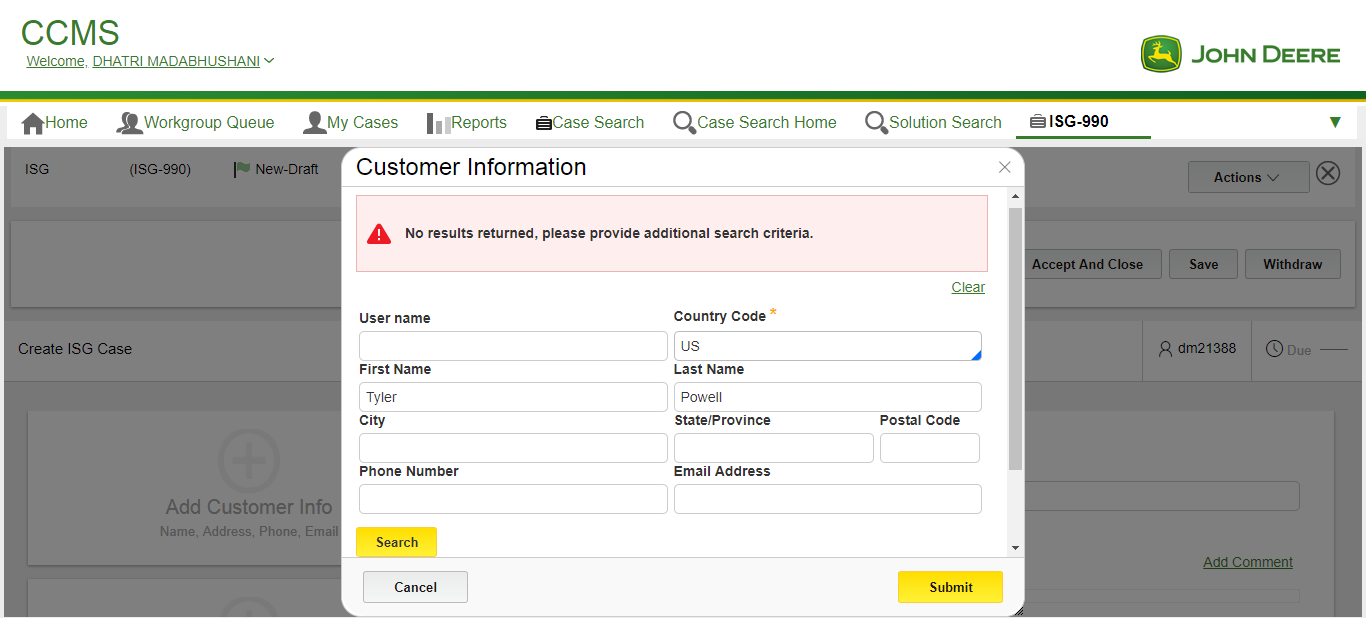 CCMS
Welcome, DHATRI MADABHUSHANI
JOHN DEERE
Home
Workgroup Queue
My Cases
Reports
Case Search
Case Search Home
Solution Search
ISG-990
ISG
(ISG-990)
New-Draft
Customer Information
Actions
No results returned, please provide additional search criteria.
Accept And Close
Save
Withdraw
Clear
User name
Country Code *
US
Create ISG Case
dm21388
Due
First Name
Last Name
Tyler
Powell
City
State/Province
Postal Code
Phone Number
Email Address
Add Customer Info
Name, Address, Phone, Email
Search
Add Comment
Cancel
Submit